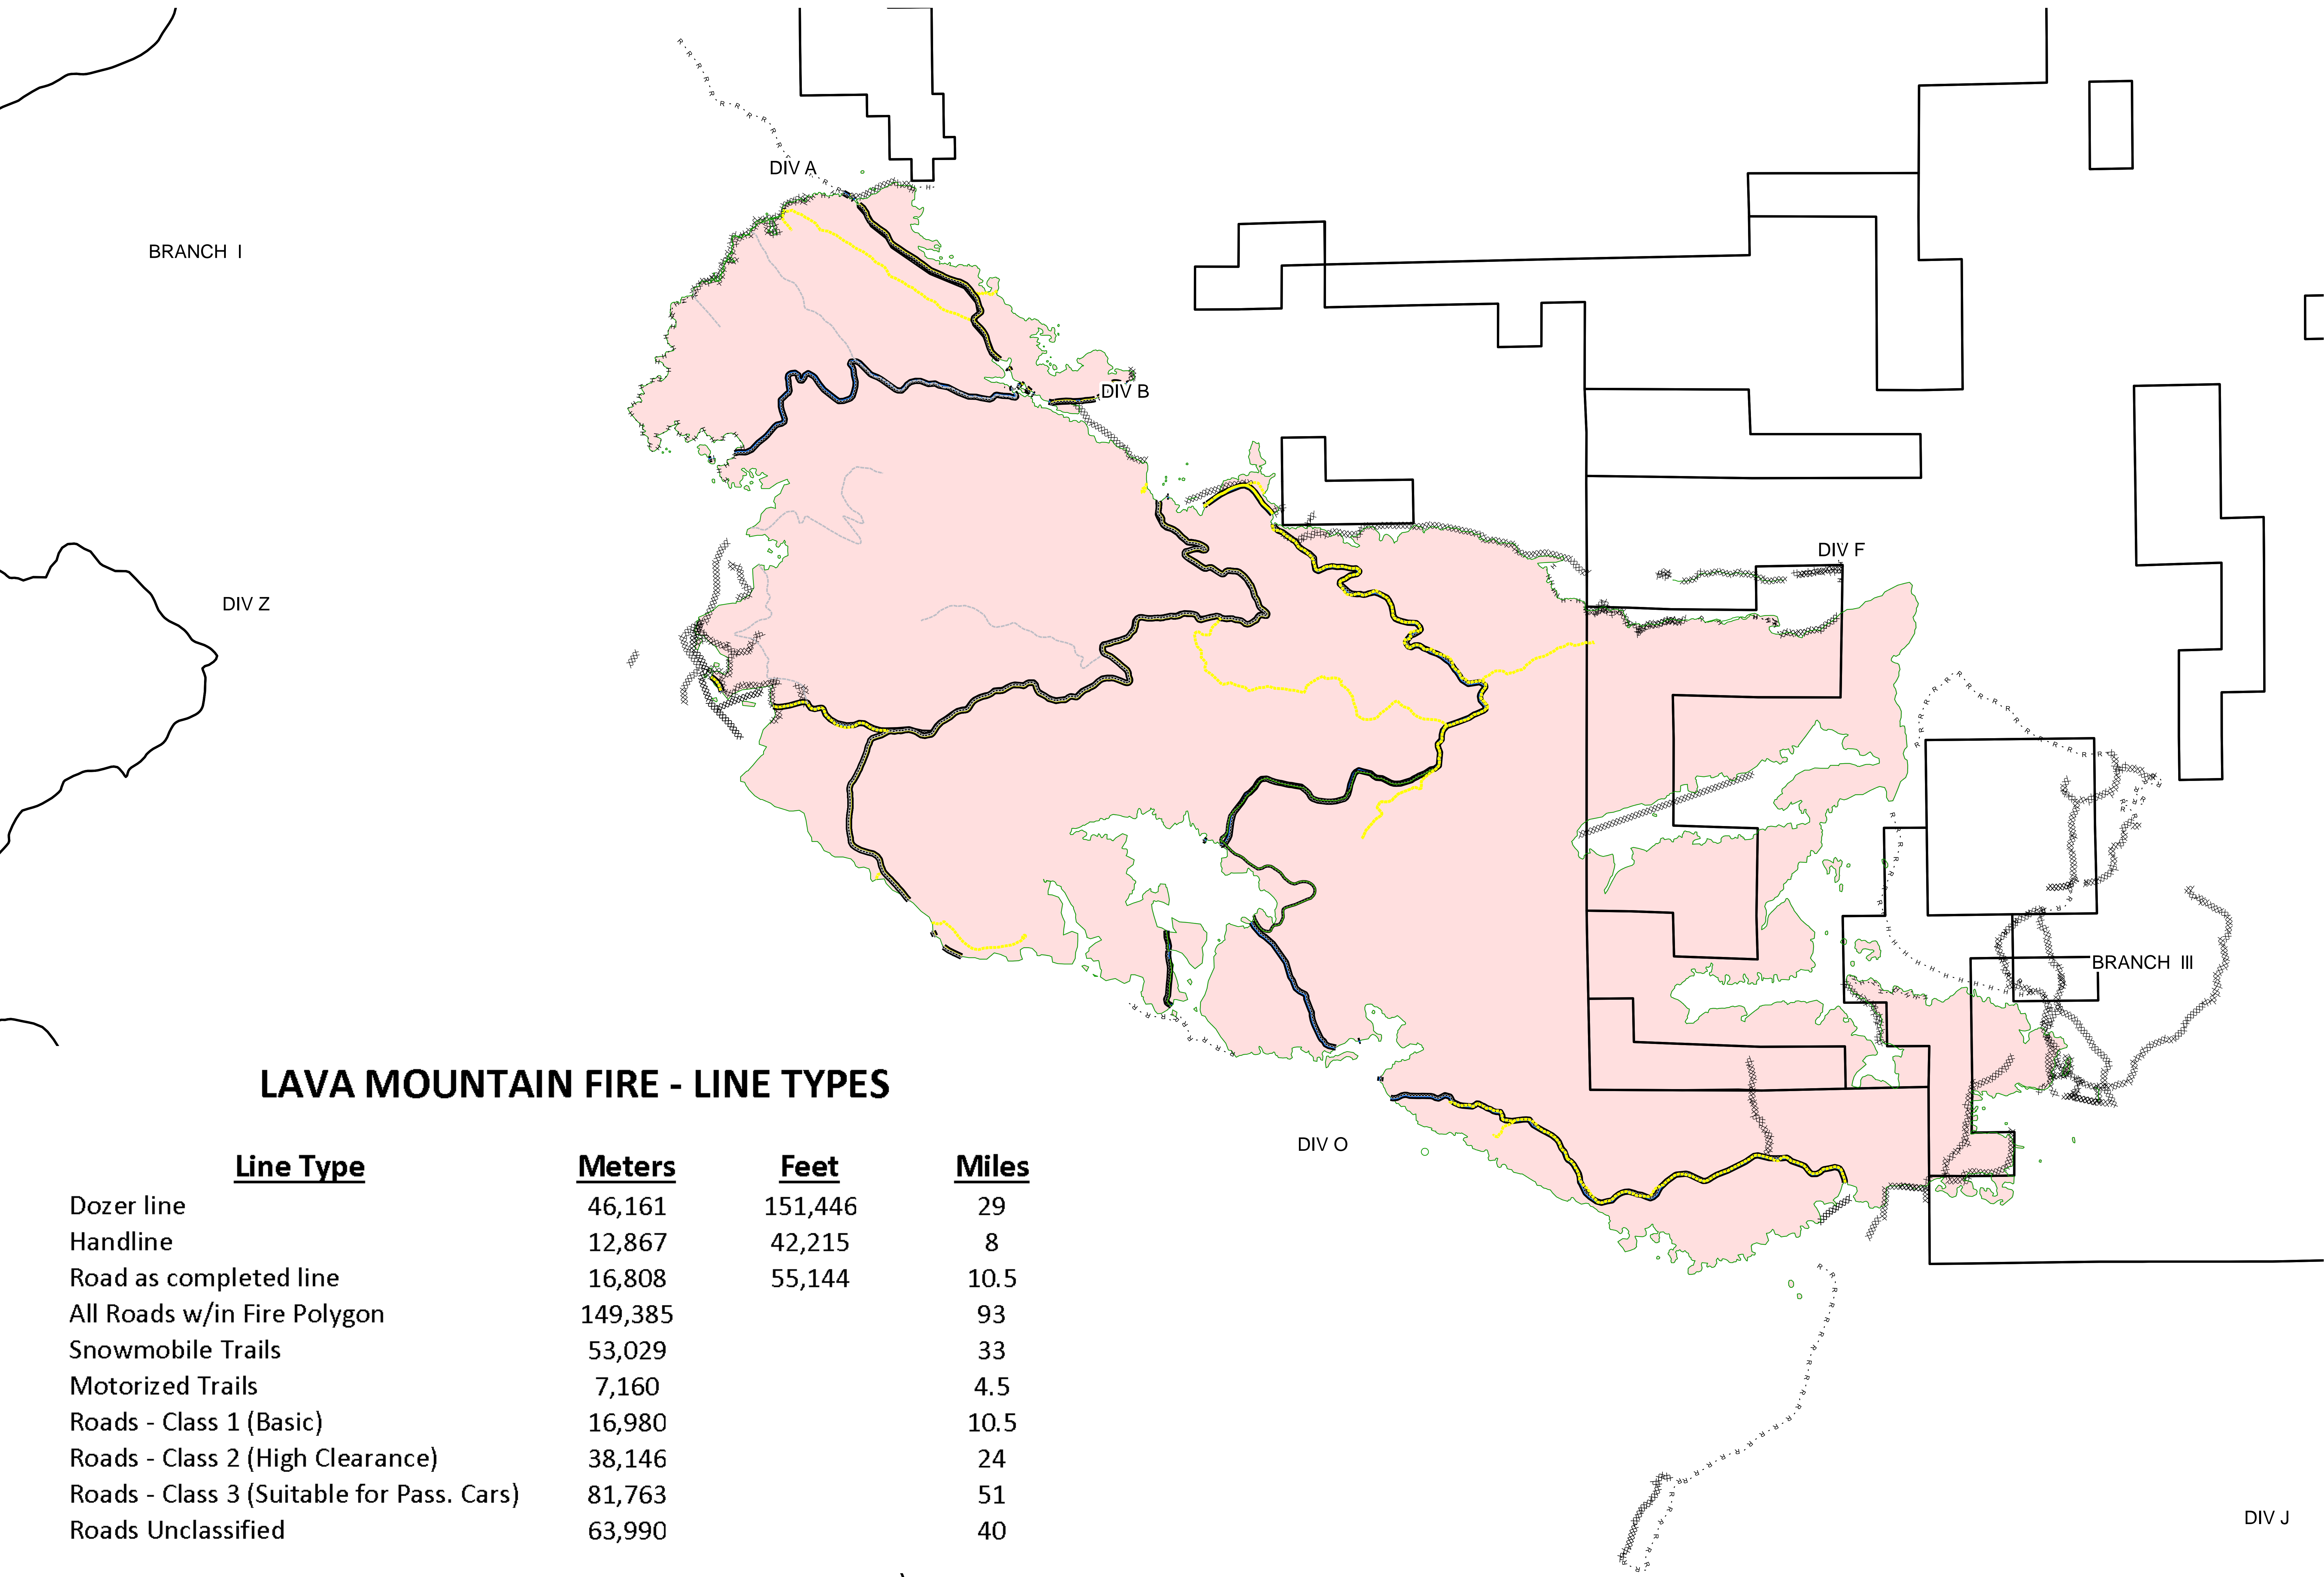 DIV A
BRANCH I
DIV B
DIV F
DIV Z
BRANCH III
DIV O
DIV J
LAVA MOUNTAIN FIRE - LINE TYPES
Line Type Meters Feet Miles
Dozer line 46,161 151,446 29
Handline 12,867 42,215 8
Road as completed line 16,808 55,144 10.5
All Roads w/in Fire Polygon 149,385 93
Snowmobile Trails 53,029 33
Motorized Trails 7,160 4.5
Roads - Class 1 (Basic) 16,980 10.5
Roads - Class 2 (High Clearance) 38,146 24
Roads - Class 3 (Suitable for Pass. Cars) 81,763 51
Roads Unclassified 63,990 40